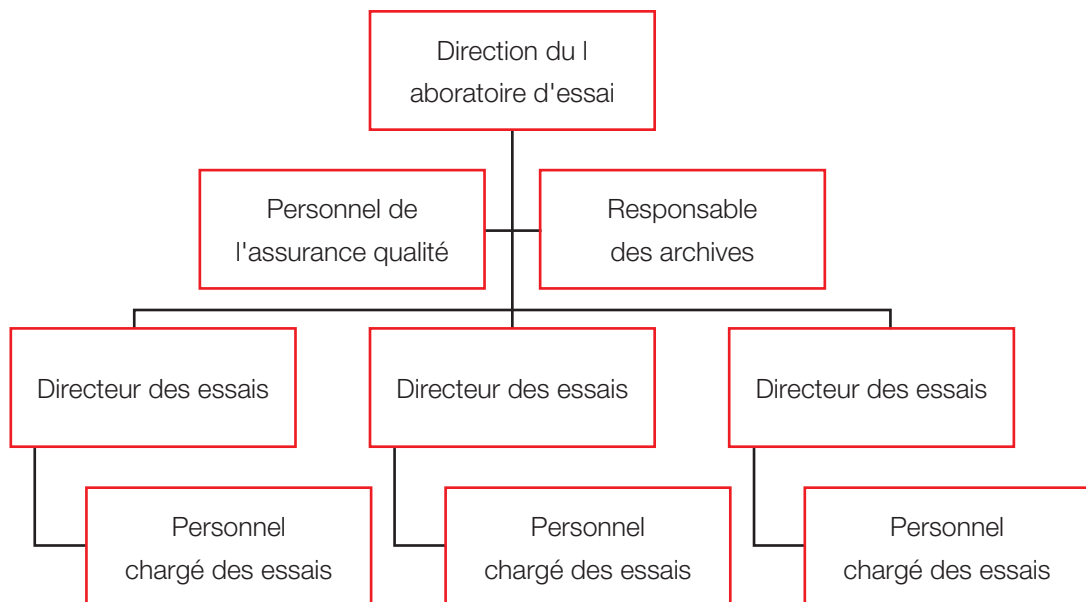 Direction du l
aboratoire d'essai
Personnel de
l'assurance qualité
Responsable
des archives
Directeur des essais
Directeur des essais
Directeur des essais
Personnel
chargé des essais
Personnel
chargé des essais
Personnel
chargé des essais